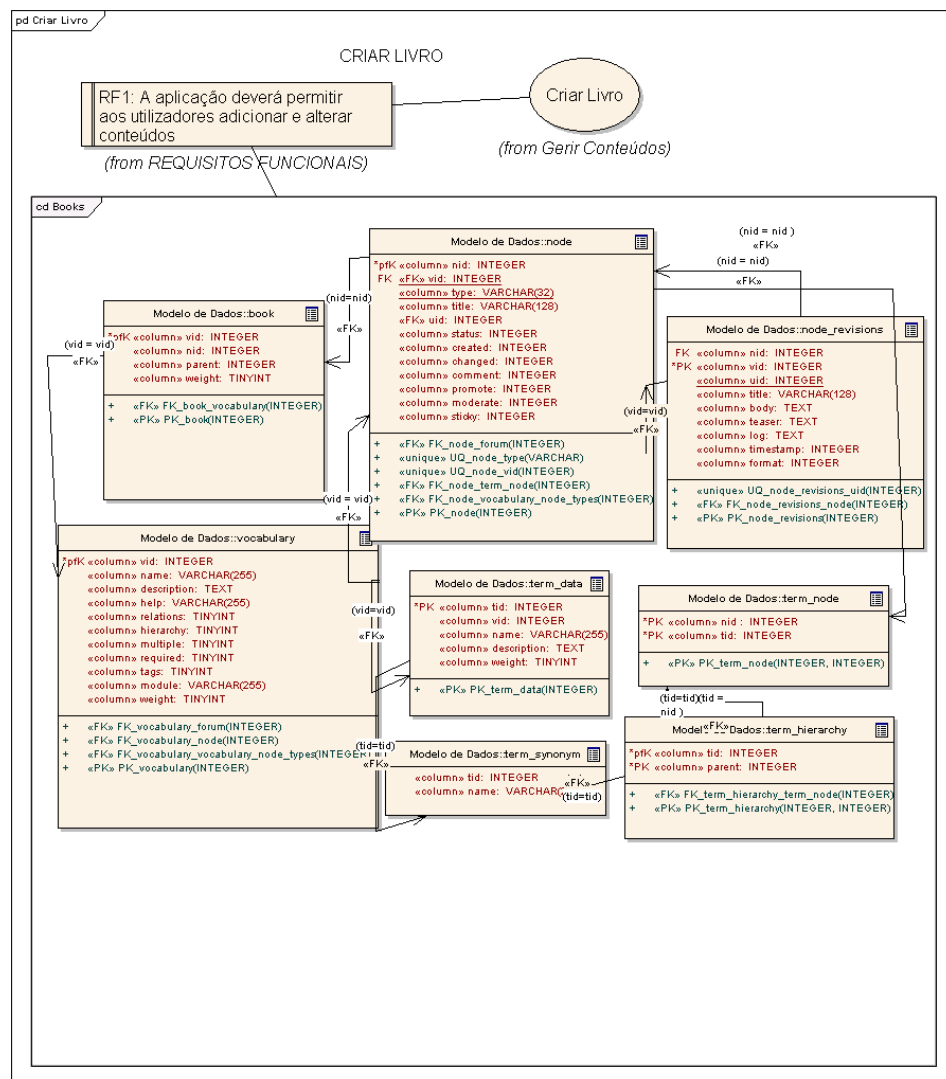 pd Criar Livro
CRIAR LIVRO
RF1: A aplicação deverá permitir
aos utilizadores adicionar e alterar
conteúdos
(from REQUISITOS FUNCIONAIS)
Criar Livro
(from Gerir Conteúdos)
cd Books
Modelo de Dados::node
*pfK «column» nid: INTEGER
FK «FK» vid: INTEGER
«column» type: VARCHAR(32)
«column» title: VARCHAR(128)
«FK» uid: INTEGER
«column» status: INTEGER
«column» created: INTEGER
«column» changed: INTEGER
«column» comment: INTEGER
«column» promote: INTEGER
«column» moderate: INTEGER
«column» sticky: INTEGER
+ «FK» FK_node_forum(INTEGER)
+ «unique» UQ_node_type(VARCHAR)
+ «unique» UQ_node_vid(INTEGER)
+ «FK» FK_node_term_node(INTEGER)
+ «FK» FK_node_vocabulary_node_types(INTEGER)
+ «PK» PK_node(INTEGER)
(nid = nid )
«FK»
(nid = nid)
«FK»
(nid=nid)
«FK»
Modelo de Dados::book
*pfK «column» vid: INTEGER
«column» nid: INTEGER
«column» parent: INTEGER
«column» weight: TINYINT
+ «FK» FK_book_vocabulary(INTEGER)
+ «PK» PK_book(INTEGER)
(vid = vid)
«FK»
Modelo de Dados::node_revisions
FK «column» nid: INTEGER
*PK «column» vid: INTEGER
«column» uid: INTEGER
«column» title: VARCHAR(128)
«column» body: TEXT
«column» teaser: TEXT
«column» log: TEXT
«column» timestamp: INTEGER
«column» format: INTEGER
+ «unique» UQ_node_revisions_uid(INTEGER)
+ «FK» FK_node_revisions_node(INTEGER)
+ «PK» PK_node_revisions(INTEGER)
(vid=vid)
«FK»
(vid = vid)
«FK»
Modelo de Dados::vocabulary
*pfK «column» vid: INTEGER
«column» name: VARCHAR(255)
«column» description: TEXT
«column» help: VARCHAR(255)
«column» relations: TINYINT
«column» hierarchy: TINYINT
«column» multiple: TINYINT
«column» required: TINYINT
«column» tags: TINYINT
«column» module: VARCHAR(255)
«column» weight: TINYINT
+ «FK» FK_vocabulary_forum(INTEGER)
+ «FK» FK_vocabulary_node(INTEGER)
+ «FK» FK_vocabulary_vocabulary_node_types(INTEGER)
+ «PK» PK_vocabulary(INTEGER)
(vid=vid)
«FK»
Modelo de Dados::term_data
*PK «column» tid: INTEGER
«column» vid: INTEGER
«column» name: VARCHAR(255)
«column» description: TEXT
«column» weight: TINYINT
+ «PK» PK_term_data(INTEGER)
Modelo de Dados::term_node
*PK «column» nid : INTEGER
*PK «column» tid: INTEGER
+ «PK» PK_term_node(INTEGER, INTEGER)
(tid=tid)(tid =
nid )
«FK»
(tid=tid)
«FK»
Modelo de Dados::term_synonym
«column» tid: INTEGER
«column» name:
«FK»
(tid=tid)
Dados::term_hierarchy
*pfK «column» tid: INTEGER
*PK «column» parent: INTEGER
+ «FK» FK_term_hierarchy_term_node(INTEGER)
+ «PK» PK_term_hierarchy(INTEGER, INTEGER)